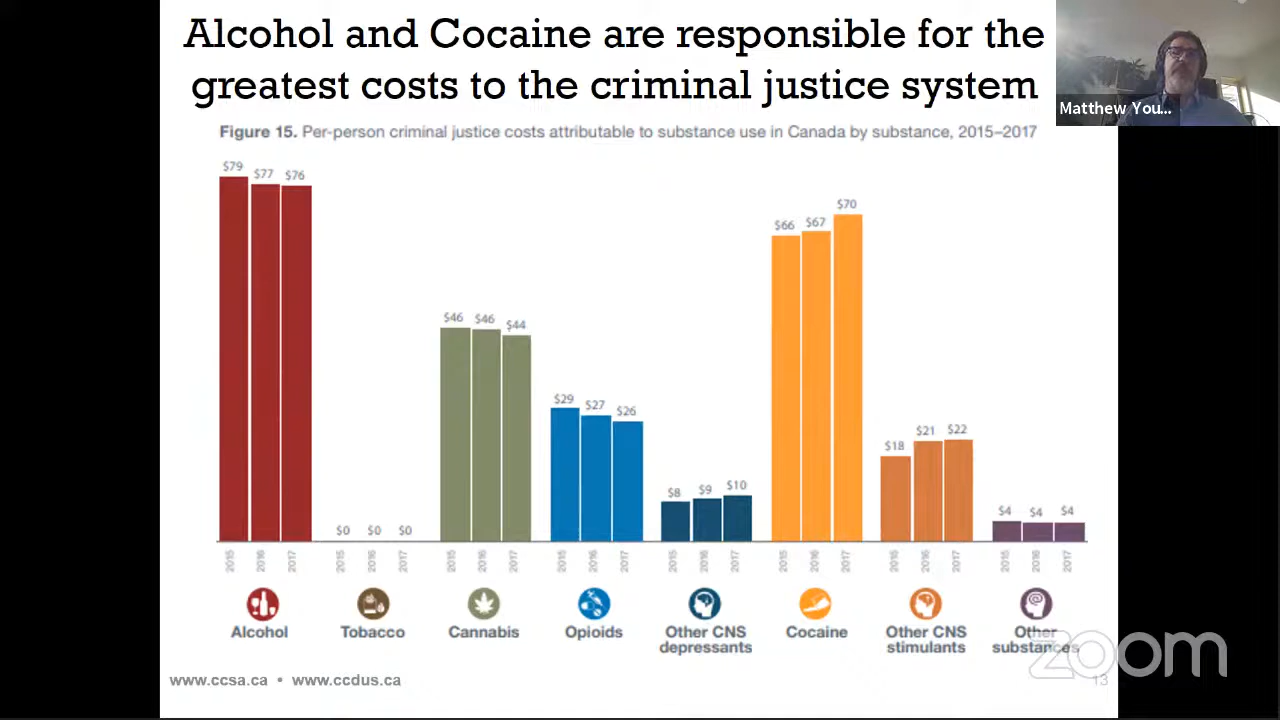 Alcohol and Cocaine are responsible for the
greatest costs to the criminal justice system
Matthew You...
Figure 15. Per-person criminal justice costs attributable to substance use in Canada by substance, 2015–2017
$79
$77
$76
$0
$0
$0
$46
$46
$44
$29
$27
$26
$8
$9
$10
$66
$67
$70
$18
$21
$22
$4
$4
$4
2015
2016
2017
2015
2016
2017
2015
2016
2017
2015
2016
2017
2015
2016
2017
2015
2016
2017
2015
2016
2017
2015
2016
2017
Alcohol
Tobacco
Cannabis
Opioids
Other CNS
depressants
Cocaine
Other CNS
stimulants
Other
substances
zoom
www.ccsa.ca • www.ccdus.ca
13